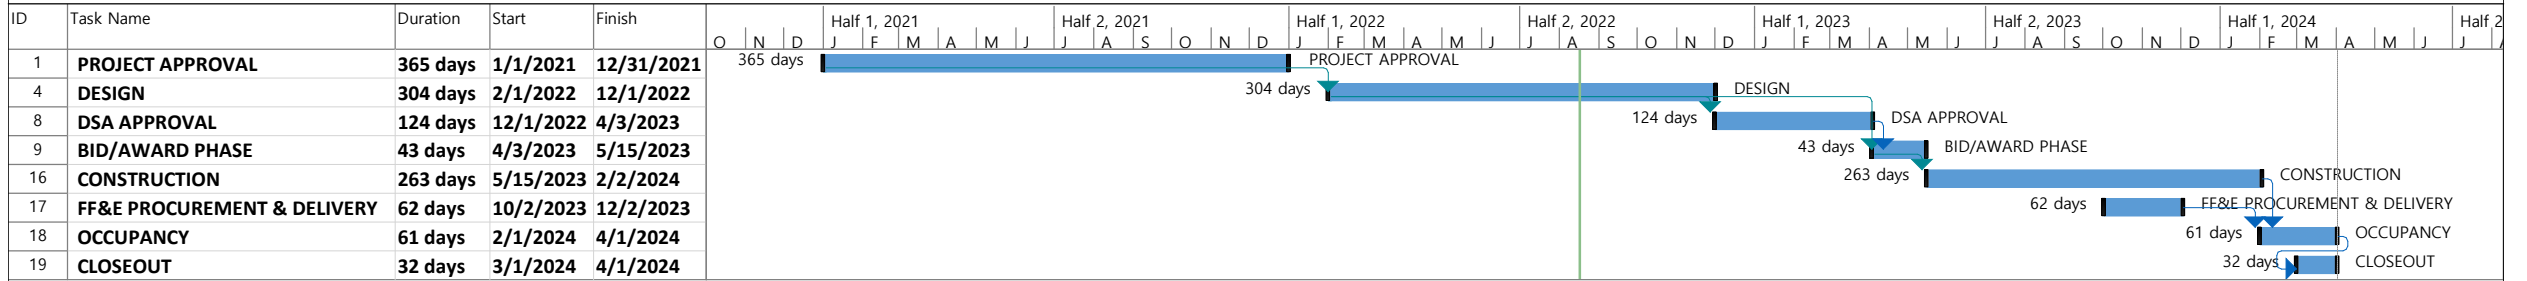 ID Task Name Duration Start Finish Half 1, 2021 Half 2, 2021 Half 1, 2022 Half 2, 2022 Half 1, 2023 Half 2, 2023 Half 1, 2024 Half 2
O N D J F M A M J J A S O N D J F M A M J J A S O N D J F M A M J J A S O N D J F M A M J J A
1 PROJECT APPROVAL 365 days 1/1/2021 12/31/2021 365 days PROJECT APPROVAL
4 DESIGN 304 days 2/1/2022 12/1/2022 304 days DESIGN
8 DSA APPROVAL 124 days 12/1/2022 4/3/2023 124 days DSA APPROVAL
9 BID/AWARD PHASE 43 days 4/3/2023 5/15/2023 43 days BID/AWARD PHASE
16 CONSTRUCTION 263 days 5/15/2023 2/2/2024 263 days CONSTRUCTION
17 FF&E PROCUREMENT & DELIVERY 62 days 10/2/2023 12/2/2023 62 days FF&E PROCUREMENT & DELIVERY
18 OCCUPANCY 61 days 2/1/2024 4/1/2024 61 days OCCUPANCY
19 CLOSEOUT 32 days 3/1/2024 4/1/2024 32 days CLOSEOUT